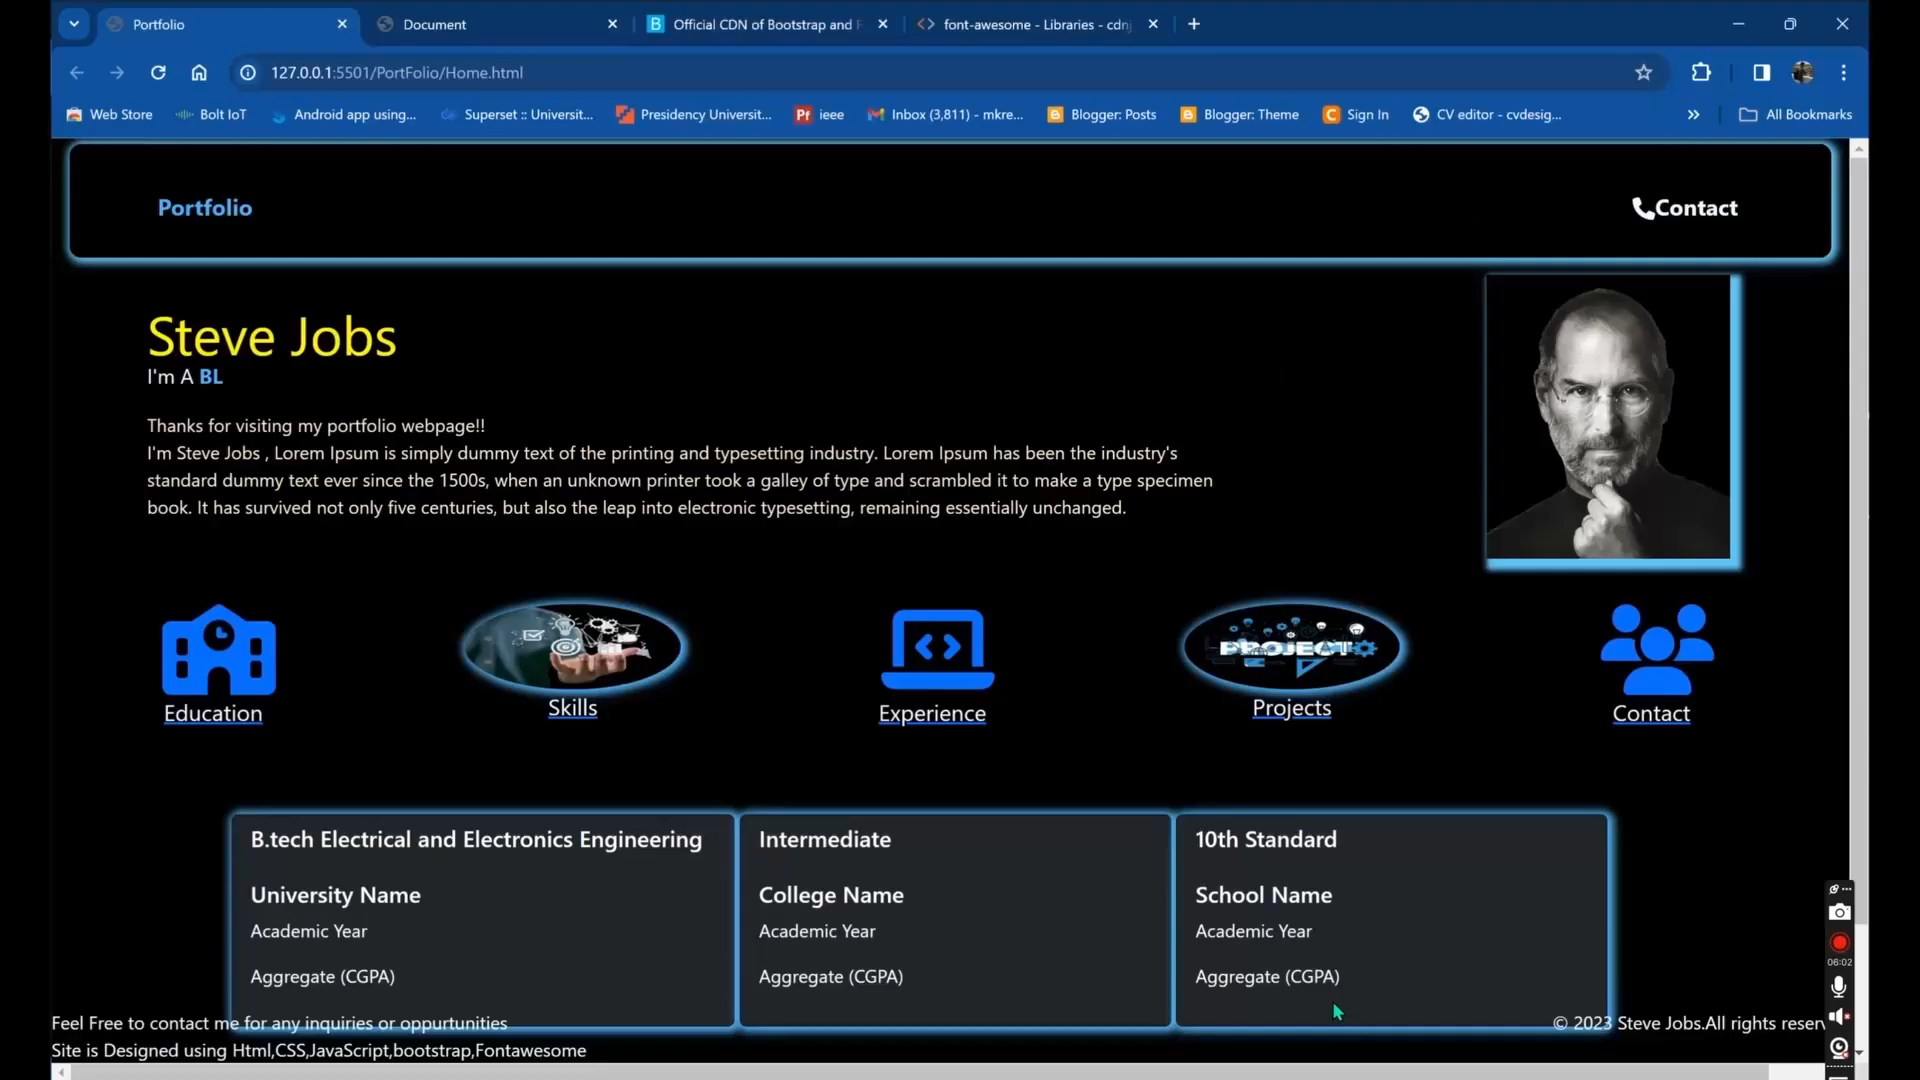 Portfolio
Document
Official CDN of Bootstrap and
font-awesome - Libraries - cdn
127.0.0.1:5501/PortFolio/Home.html
Web Store
Bolt IoT
Android app using...
Superset :: Universit...
Presidency Universit...
Pf ieee
Inbox (3,811) - mkre...
Blogger: Posts
Blogger: Theme
Sign In
CV editor - cvdesig...
All Bookmarks
Portfolio
Contact
Steve Jobs
I'm A BL
Thanks for visiting my portfolio webpage!!
I'm Steve Jobs , Lorem Ipsum is simply dummy text of the printing and typesetting industry. Lorem Ipsum has been the industry's
standard dummy text ever since the 1500s, when an unknown printer took a galley of type and scrambled it to make a type specimen
book. It has survived not only five centuries, but also the leap into electronic typesetting, remaining essentially unchanged.
PROJECT
Education
Skills
Experience
Projects
Contact
B.tech Electrical and Electronics Engineering
University Name
Academic Year
Aggregate (CGPA)
Intermediate
College Name
Academic Year
Aggregate (CGPA)
10th Standard
School Name
Academic Year
Aggregate (CGPA)
06:02
Feel Free to contact me for any inquiries or oppurtunities
© 2023 Steve Jobs.All rights reserv
Site is Designed using Html,CSS,JavaScript,bootstrap,Fontawesome